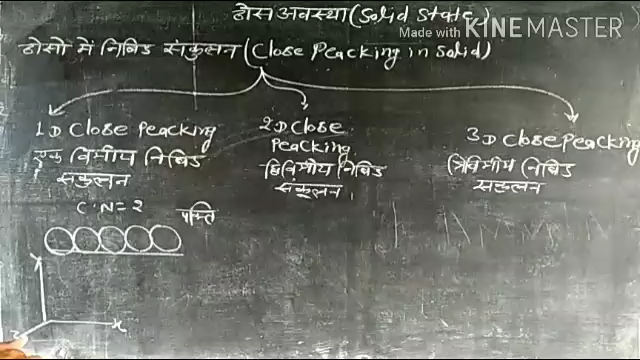 ठोस अवस्था (Solid State)
Made with KINEMASTER
ठोसों में निबिड संकुलन (Close Peacking in Solid)
1D Close Peacking
एक विमीय निबिड
संकुलन
C·N=2
पंक्ति
y
x
2D Close
Peacking
द्विविमीय निबिड
संकुलन
3D Close Peacking
त्रिविमीय निबिड
संकुलन